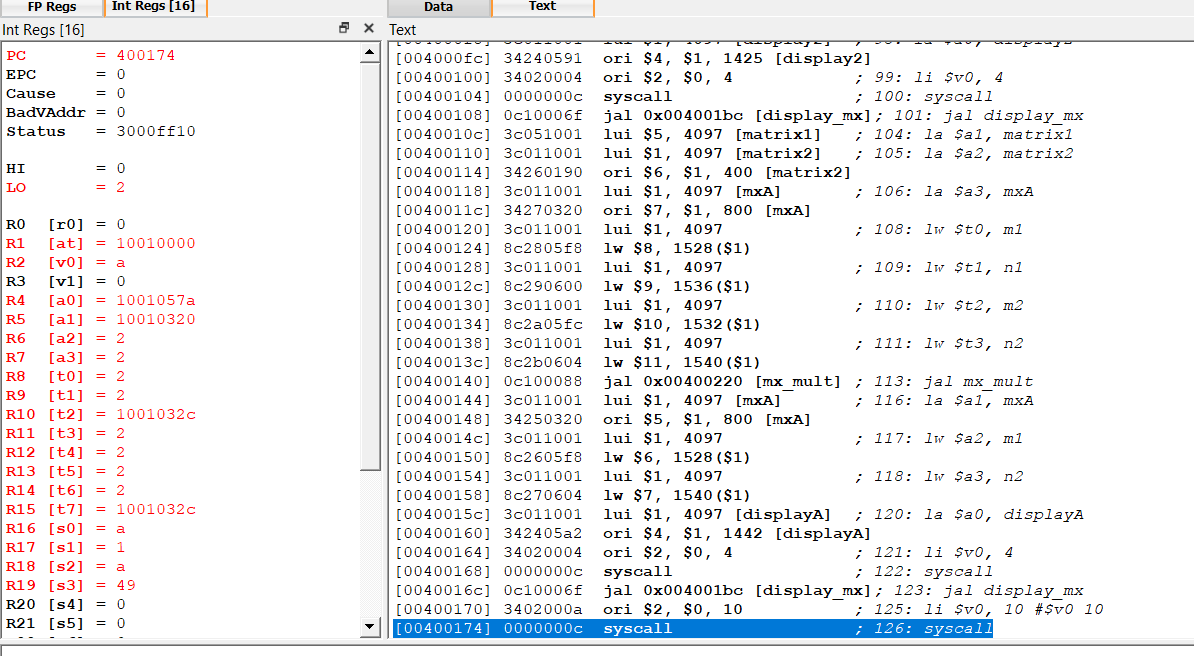 FP Regs
Int Regs [16]
Int Regs [16]
PC = 400174
EPC = 0
Cause = 0
BadVAddr = 0
Status = 3000ff10
HI = 0
LO = 2
R0 [r0] = 0
R1 [at] = 10010000
R2 [v0] = a
R3 [v1] = 0
R4 [a0] = 1001057a
R5 [a1] = 10010320
R6 [a2] = 2
R7 [a3] = 2
R8 [t0] = 2
R9 [t1] = 2
R10 [t2] = 1001032c
R11 [t3] = 2
R12 [t4] = 2
R13 [t5] = 2
R14 [t6] = 2
R15 [t7] = 1001032c
R16 [s0] = a
R17 [s1] = 1
R18 [s2] = a
R19 [s3] = 49
R20 [s4] = 0
R21 [s5] = 0
Data
Text
Text
[004000fc] 34240591 ori $4, $1, 1425 [display2]
[00400100] 34020004 ori $2, $0, 4 ; 99: li $v0, 4
[00400104] 0000000c syscall ; 100: syscall
[00400108] 0c10006f jal 0x004001bc [display_mx]; 101: jal display_mx
[0040010c] 3c051001 lui $5, 4097 [matrix1] ; 104: la $a1, matrix1
[00400110] 3c011001 lui $1, 4097 [matrix2] ; 105: la $a2, matrix2
[00400114] 34260190 ori $6, $1, 400 [matrix2]
[00400118] 3c011001 lui $1, 4097 [mxA] ; 106: la $a3, mxA
[0040011c] 34270320 ori $7, $1, 800 [mxA]
[00400120] 3c011001 lui $1, 4097 ; 108: lw $t0, m1
[00400124] 8c2805f8 lw $8, 1528($1)
[00400128] 3c011001 lui $1, 4097 ; 109: lw $t1, n1
[0040012c] 8c290600 lw $9, 1536($1)
[00400130] 3c011001 lui $1, 4097 ; 110: lw $t2, m2
[00400134] 8c2a05fc lw $10, 1532($1)
[00400138] 3c011001 lui $1, 4097 ; 111: lw $t3, n2
[0040013c] 8c2b0604 lw $11, 1540($1)
[00400140] 0c100088 jal 0x00400220 [mx_mult] ; 113: jal mx_mult
[00400144] 3c011001 lui $1, 4097 [mxA] ; 116: la $a1, mxA
[00400148] 34250320 ori $5, $1, 800 [mxA]
[0040014c] 3c011001 lui $1, 4097 ; 117: lw $a2, m1
[00400150] 8c2605f8 lw $6, 1528($1)
[00400154] 3c011001 lui $1, 4097 ; 118: lw $a3, n2
[00400158] 8c270604 lw $7, 1540($1)
[0040015c] 3c011001 lui $1, 4097 [displayA] ; 120: la $a0, displayA
[00400160] 342405a2 ori $4, $1, 1442 [displayA]
[00400164] 34020004 ori $2, $0, 4 ; 121: li $v0, 4
[00400168] 0000000c syscall ; 122: syscall
[0040016c] 0c10006f jal 0x004001bc [display_mx]; 123: jal display_mx
[00400170] 3402000a ori $2, $0, 10 ; 125: li $v0, 10 #$v0 10
[00400174] 0000000c syscall ; 126: syscall